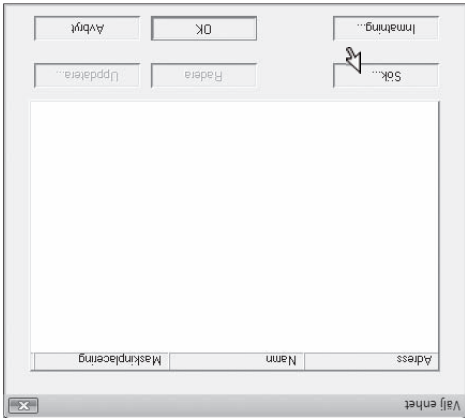 Välj enhet
Adress Namn Maskinplacering
Sök... Radera Uppdatera...
Inmatning... OK Avbryt